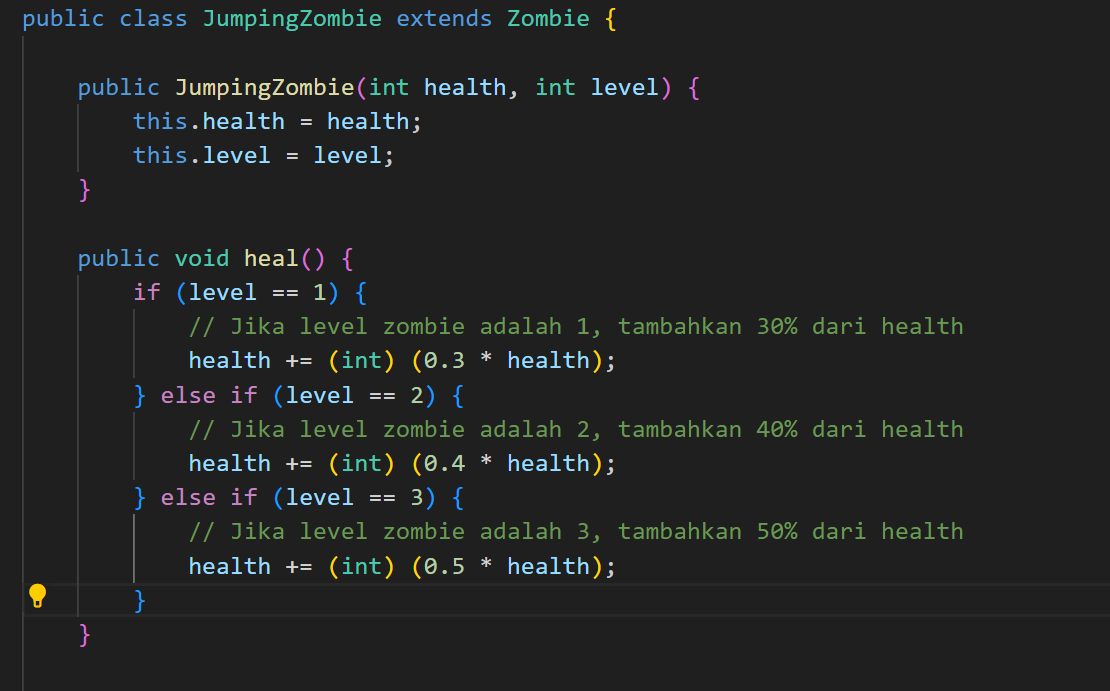 public class JumpingZombie extends Zombie {
public JumpingZombie(int health, int level) {
this.health = health;
this.level = level;
}
public void heal() {
if (level == 1) {
// Jika level zombie adalah 1, tambahkan 30% dari health
health += (int) (0.3 * health);
} else if (level == 2) {
// Jika level zombie adalah 2, tambahkan 40% dari health
health += (int) (0.4 * health);
} else if (level == 3) {
// Jika level zombie adalah 3, tambahkan 50% dari health
health += (int) (0.5 * health);
}
}